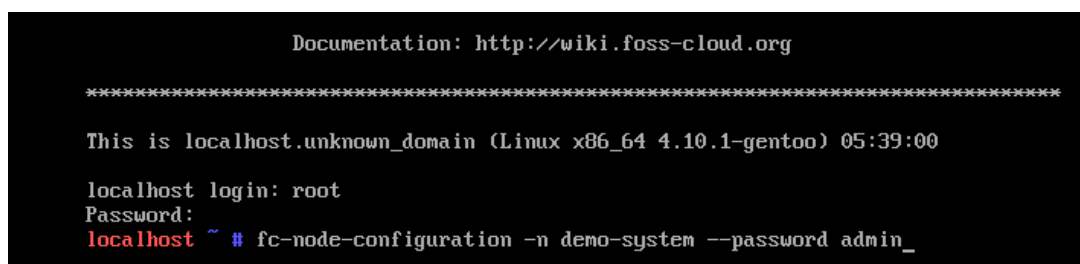 Documentation: http://wiki.foss-cloud.org
********************************************************************************
This is localhost.unknown_domain (Linux x86_64 4.10.1-gentoo) 05:39:00
localhost login: root
Password:
localhost ~ # fc-node-configuration -n demo-system --password admin_